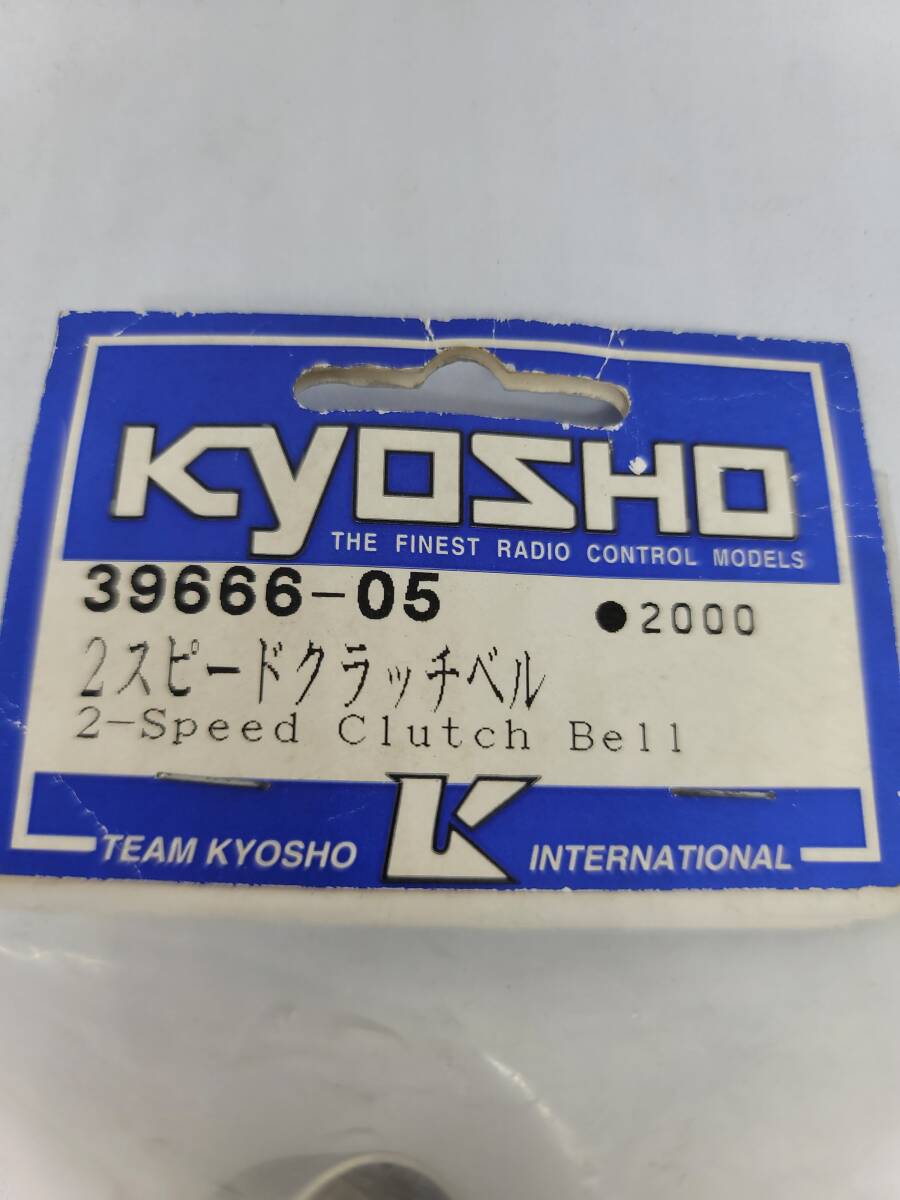 KYOSHO
THE FINEST RADIO CONTROL MODELS
39666-05 ●2000
2スピードクラッチベル
2-Speed Clutch Bell
TEAM KYOSHO K INTERNATIONAL